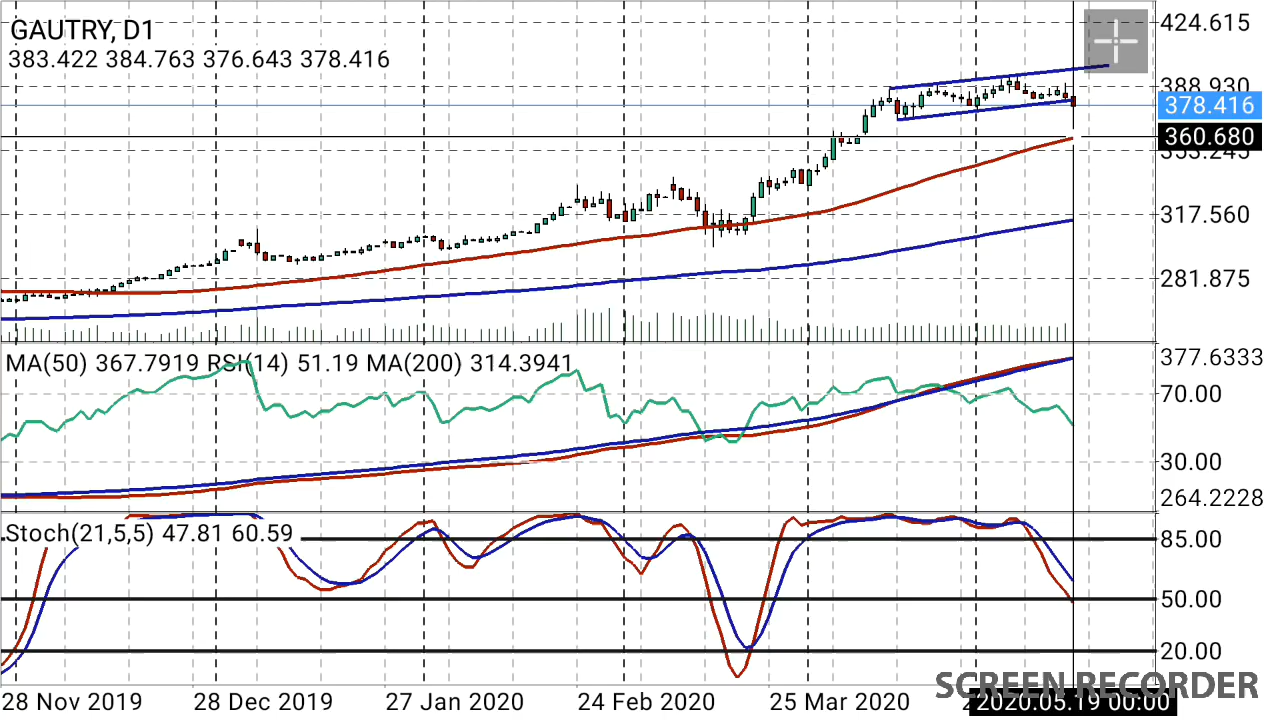 GAUTRY, D1
383.422 384.763 376.643 378.416
424.615
388.930
378.416
360.680
353.245
317.560
281.875
MA(50) 367.7919 RSI(14) 51.19 MA(200) 314.3941
377.6333
70.00
30.00
264.2228
Stoch(21,5,5) 47.81 60.59
85.00
50.00
20.00
SCREEN RECORDER
28 Nov 2019 28 Dec 2019 27 Jan 2020 24 Feb 2020 25 Mar 2020 2020.05.19 00:00